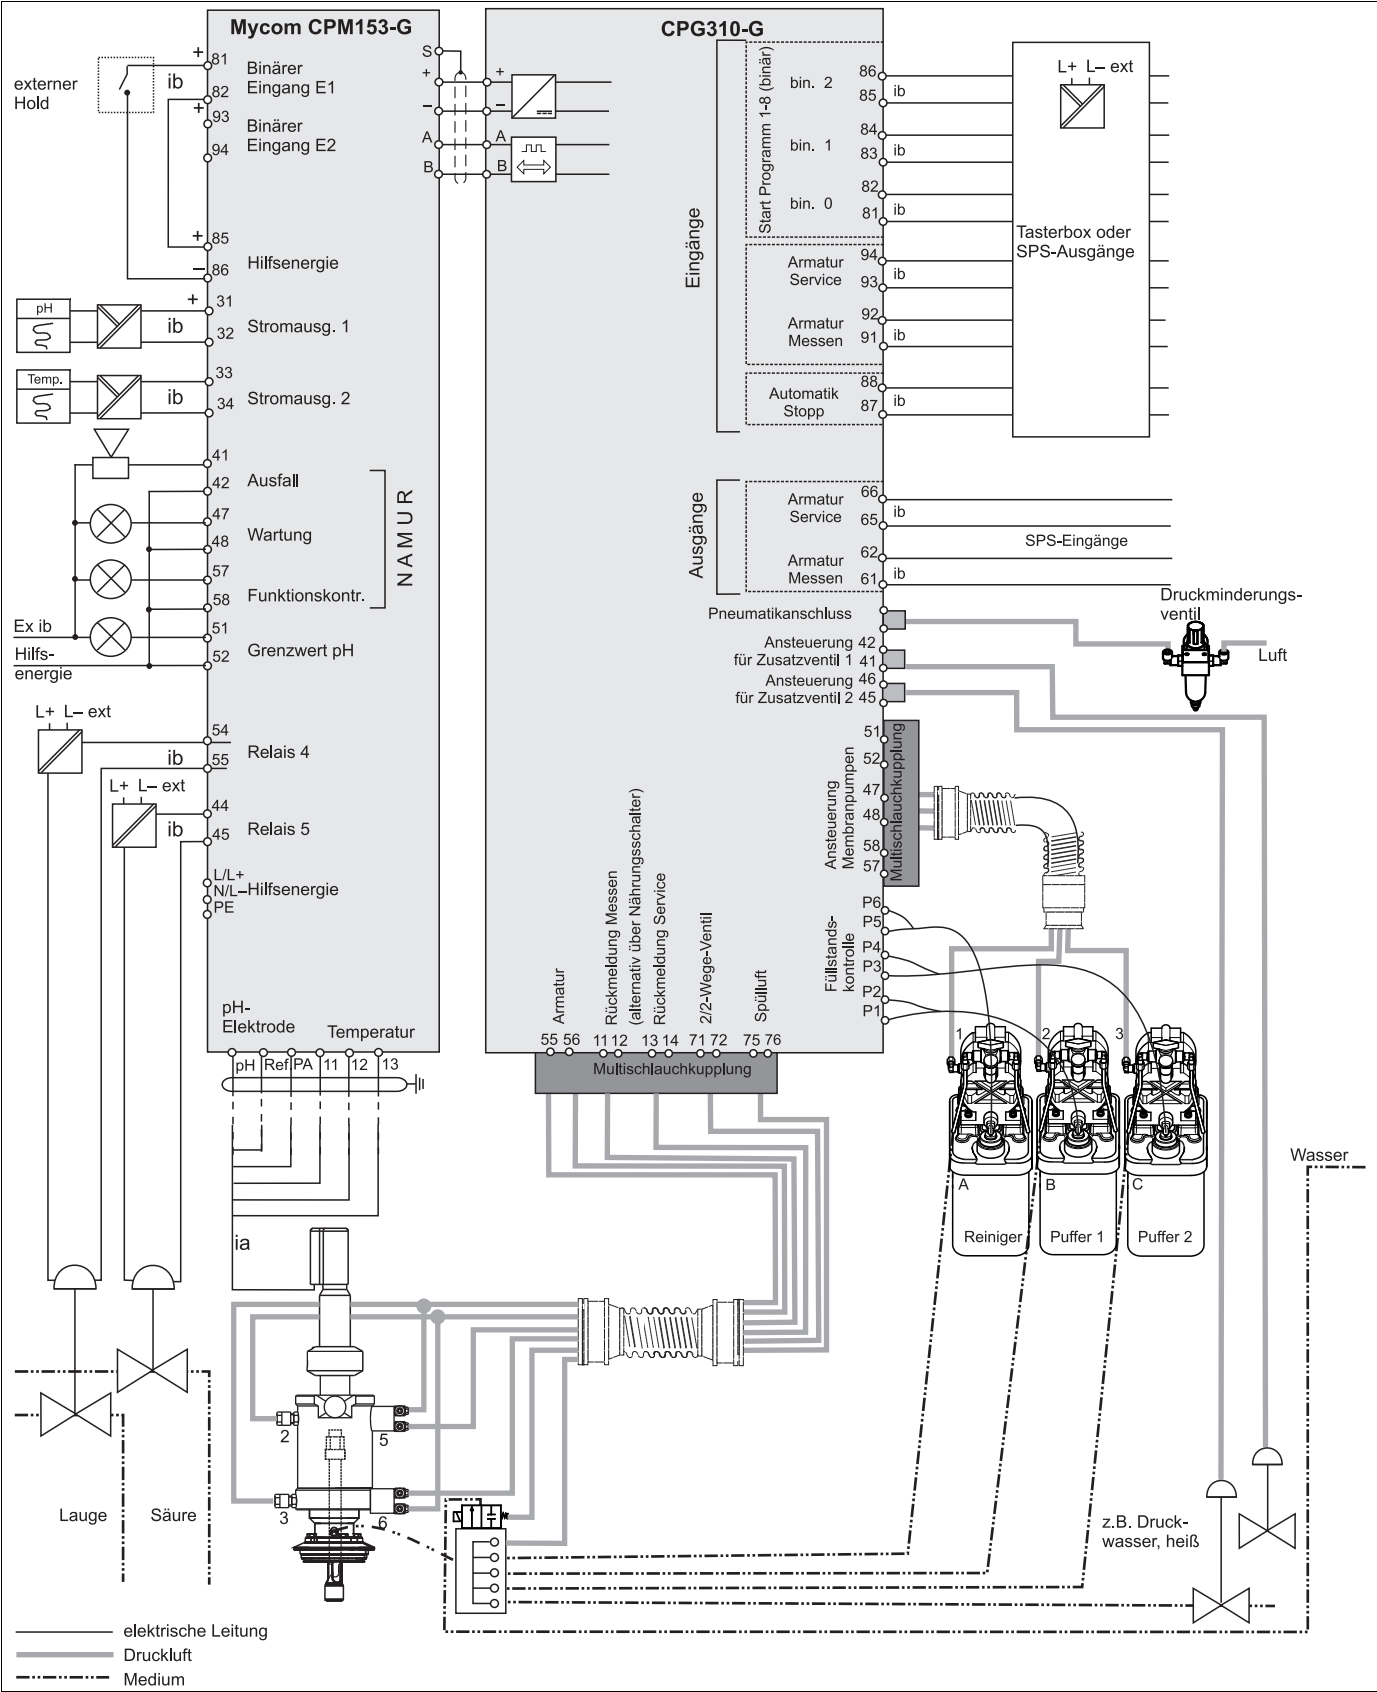 Mycom CPM153-G
CPG310-G
externer
Hold
+
81
ib
82
+
93
94
Binärer
Eingang E1
Binärer
Eingang E2
+
85
–
86
Hilfsenergie
pH
+
31
ib
32
Stromausg. 1
Temp.
33
ib
34
Stromausg. 2
41
42
Ausfall
47
48
Wartung
57
58
Funktionskontr.
NAMUR
Ex ib
51
52
Grenzwert pH
Hilfs-
energie
L+ L– ext
54
ib
55
Relais 4
L+ L– ext
44
ib
45
Relais 5
L/L+
N/L–
PE
Hilfsenergie
pH-
Elektrode
Temperatur
pH
Ref.
PA
11
12
13
ia
S
+
–
A
B
+
–
A
B
Eingänge
Start Programm 1-8 (binär)
bin. 2
86
85
ib
bin. 1
84
83
ib
bin. 0
82
81
ib
Armatur
Service
94
93
ib
Armatur
Messen
92
91
ib
Automatik
Stopp
88
87
ib
L+ L– ext
Tasterbox oder
SPS-Ausgänge
Ausgänge
Armatur
Service
66
65
ib
Armatur
Messen
62
61
ib
SPS-Eingänge
Pneumatikanschluss
Ansteuerung
für Zusatzventil 1
42
41
Ansteuerung
für Zusatzventil 2
46
45
Druckminderungs-
ventil
Luft
Ansteuerung
Membranpumpen
51
52
47
48
58
57
Multischlauchkupplung
Füllstands-
kontrolle
P6
P5
P4
P3
P2
P1
Armatur
Rückmeldung Messen
(alternativ über Nährungsschalter)
Rückmeldung Service
2/2-Wege-Ventil
Spülluft
55
56
11
12
13
14
71
72
75
76
Multischlauchkupplung
1
2
3
A
B
C
Reiniger
Puffer 1
Puffer 2
Wasser
2
5
3
6
Lauge
Säure
z.B. Druck-
wasser, heiß
elektrische Leitung
Druckluft
Medium